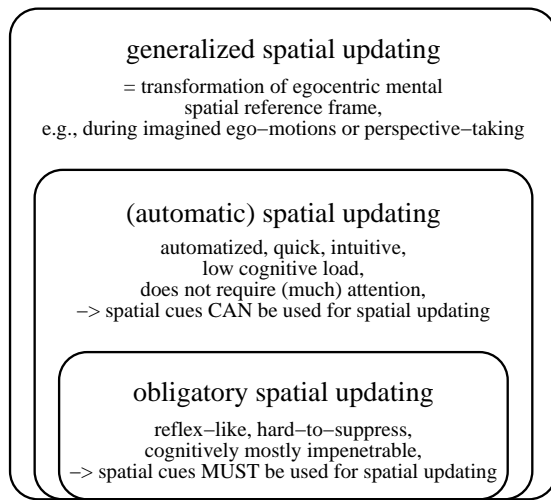 generalized spatial updating
= transformation of egocentric mental
spatial reference frame,
e.g., during imagined ego−motions or perspective−taking
(automatic) spatial updating
automatized, quick, intuitive,
low cognitive load,
does not require (much) attention,
−> spatial cues CAN be used for spatial updating
obligatory spatial updating
reflex−like, hard−to−suppress,
cognitively mostly impenetrable,
−> spatial cues MUST be used for spatial updating